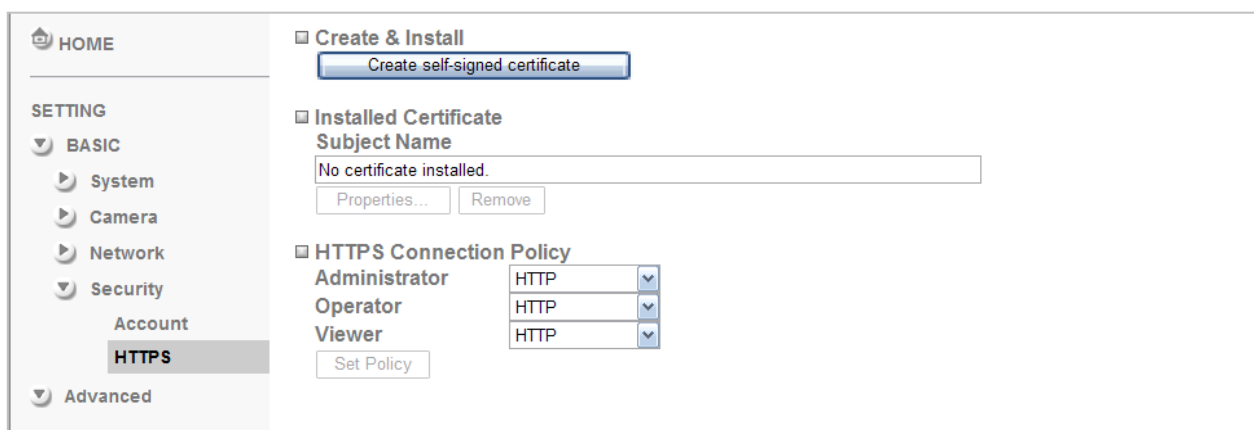 HOME
SETTING
BASIC
System
Camera
Network
Security
Account
HTTPS
Advanced
Create & Install
Create self-signed certificate
Installed Certificate
Subject Name
No certificate installed.
Properties... Remove
HTTPS Connection Policy
Administrator HTTP
Operator HTTP
Viewer HTTP
Set Policy